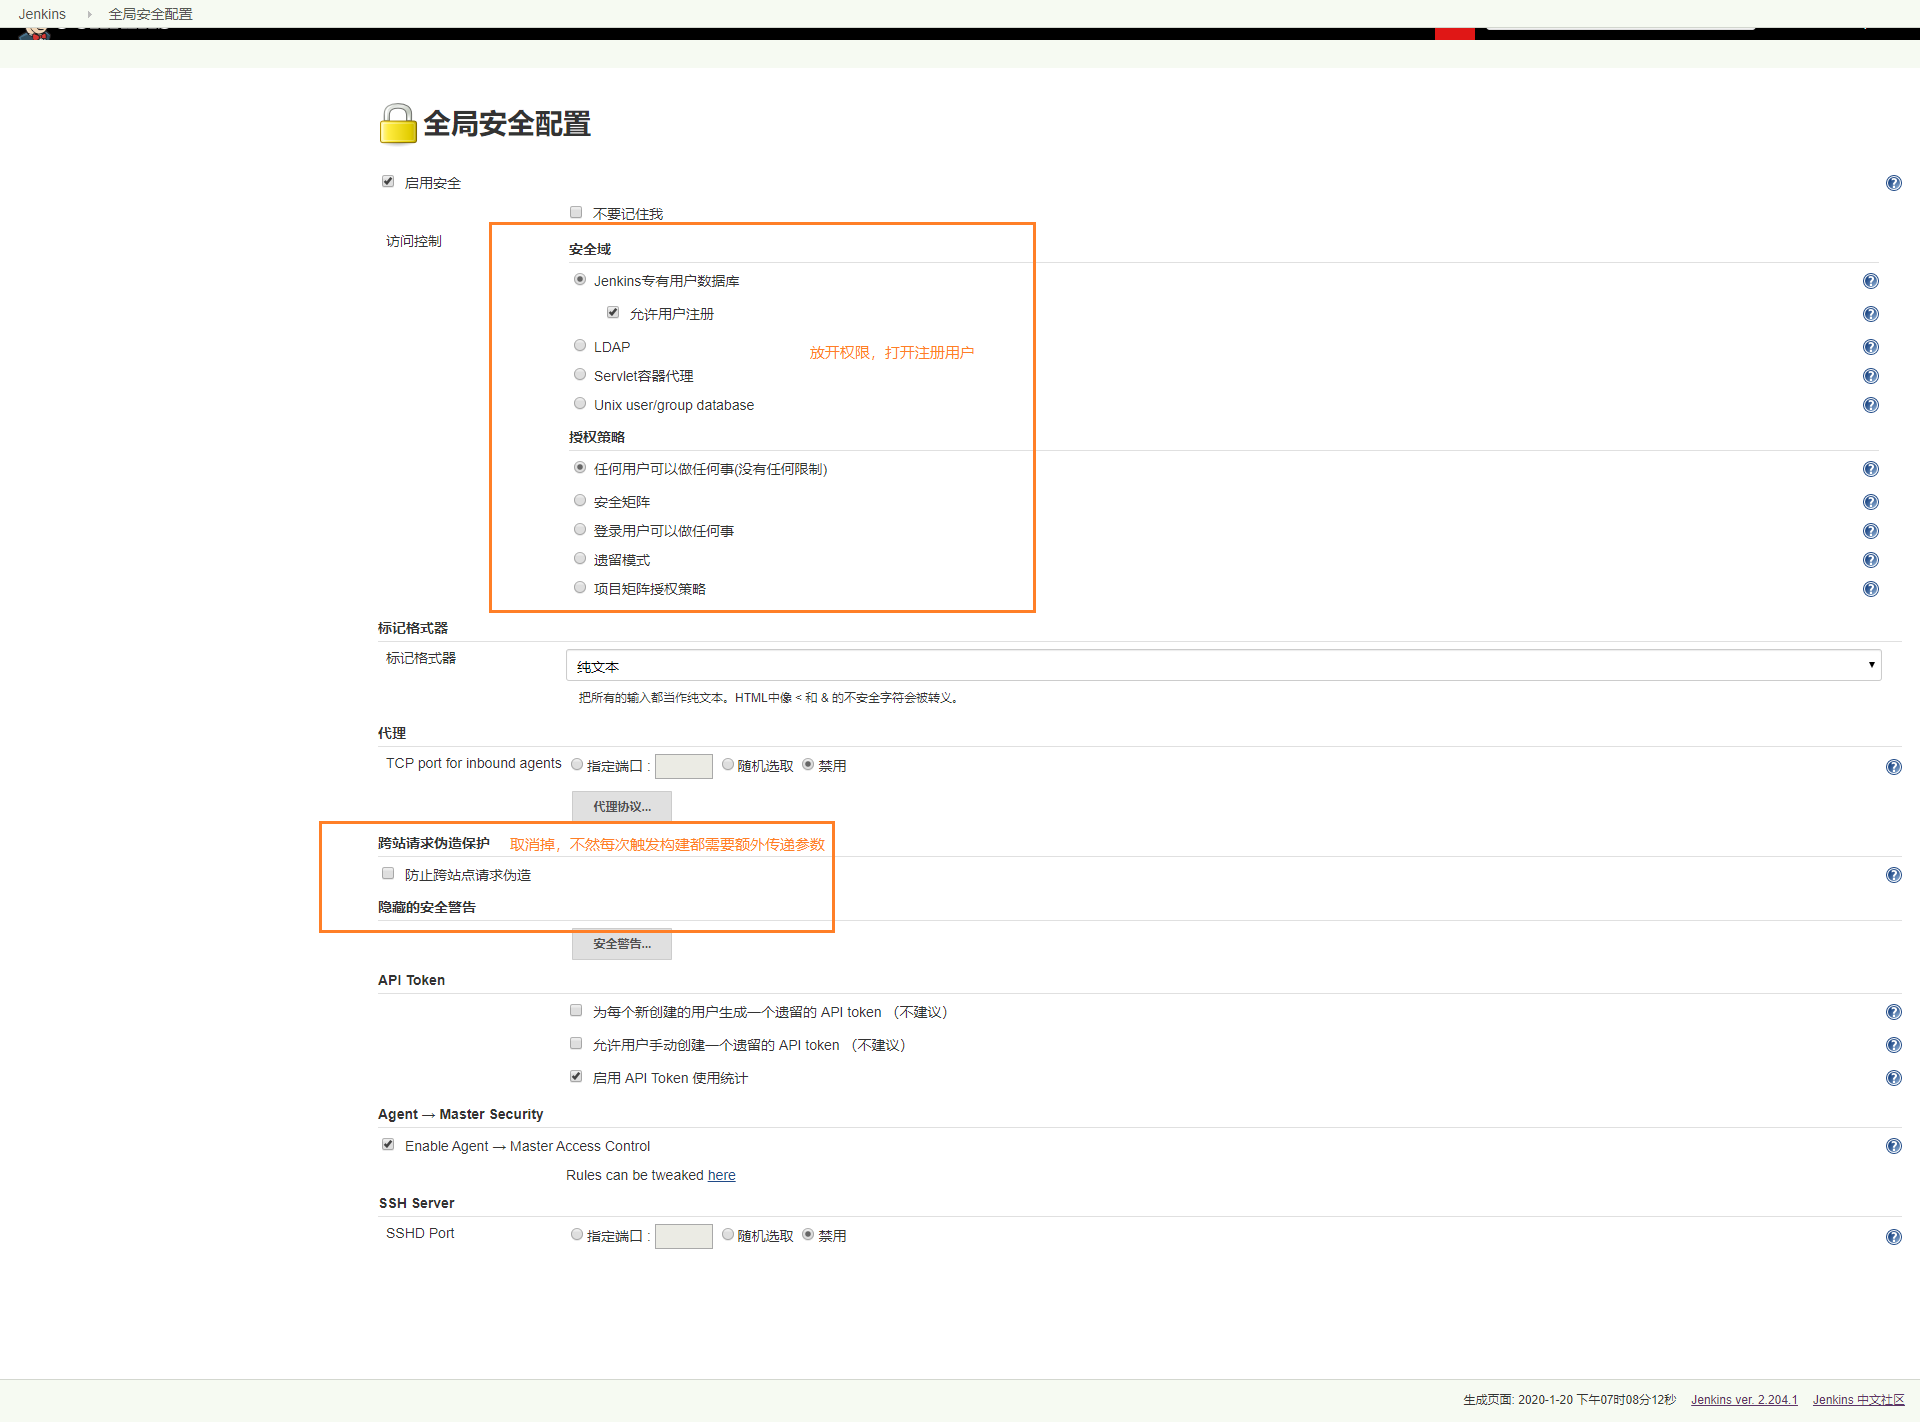 Jenkins 全局安全配置
全局安全配置
启用安全
不要记住我
访问控制
安全域
Jenkins专有用户数据库
允许用户注册
LDAP
放开权限，打开注册用户
Servlet容器代理
Unix user/group database
授权策略
任何用户可以做任何事(没有任何限制)
安全矩阵
登录用户可以做任何事
遗留模式
项目矩阵授权策略
标记格式器
标记格式器 纯文本
把所有的输入都当作纯文本。HTML中像 < 和 & 的不安全字符会被转义。
代理
TCP port for inbound agents 指定端口 : 随机选取 禁用
代理协议...
跨站请求伪造保护 取消掉，不然每次触发构建都需要额外传递参数
防止跨站点请求伪造
隐藏的安全警告
安全警告...
API Token
为每个新创建的用户生成一个遗留的 API token （不建议）
允许用户手动创建一个遗留的 API token （不建议）
启用 API Token 使用统计
Agent → Master Security
Enable Agent → Master Access Control
Rules can be tweaked here
SSH Server
SSHD Port 指定端口 : 随机选取 禁用
生成页面: 2020-1-20 下午07时08分12秒 Jenkins ver. 2.204.1 Jenkins 中文社区